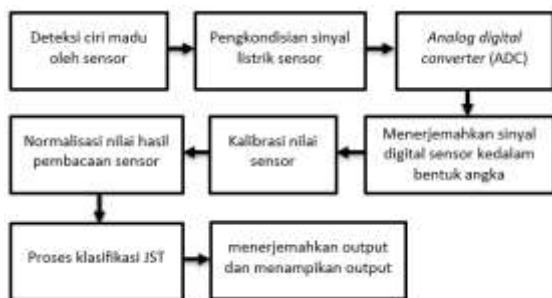 Deteksi ciri madu
oleh sensor
Pengkondisian sinyal
listrik sensor
Analog digital
converter (ADC)
Menerjemahkan sinyal
digital sensor kedalam
bentuk angka
Kalibrasi nilai
sensor
Normalisasi nilai hasil
pembacaan sensor
Proses klasifikasi JST
menerjemahkan output
dan menampikan output